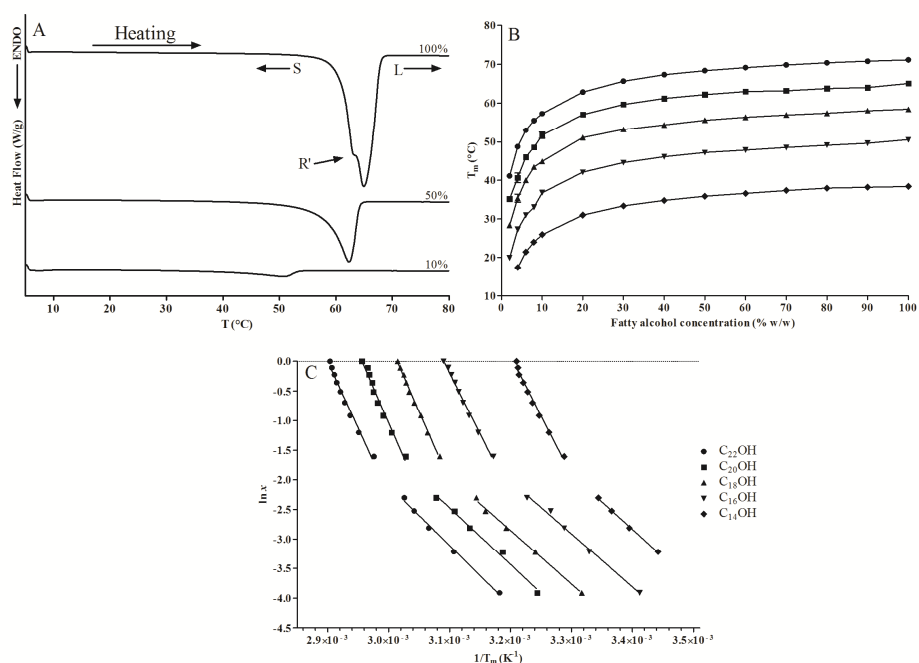 A
Heating
100%
S
L
R'
50%
10%
Heat Flow (W/g)
ENDO
10
20
30
40
50
60
70
80
T (°C)
B
80
70
60
50
40
30
20
10
Tₘ (°C)
0
10
20
30
40
50
60
70
80
90
100
Fatty alcohol concentration (% w/w)
C
0.0
-0.5
-1.0
-1.5
-2.0
-2.5
-3.0
-3.5
-4.0
-4.5
ln x
2.9×10⁻³
3.0×10⁻³
3.1×10⁻³
3.2×10⁻³
3.3×10⁻³
3.4×10⁻³
3.5×10⁻³
1/Tₘ (K⁻¹)
C₂₂OH
C₂₀OH
C₁₈OH
C₁₆OH
C₁₄OH